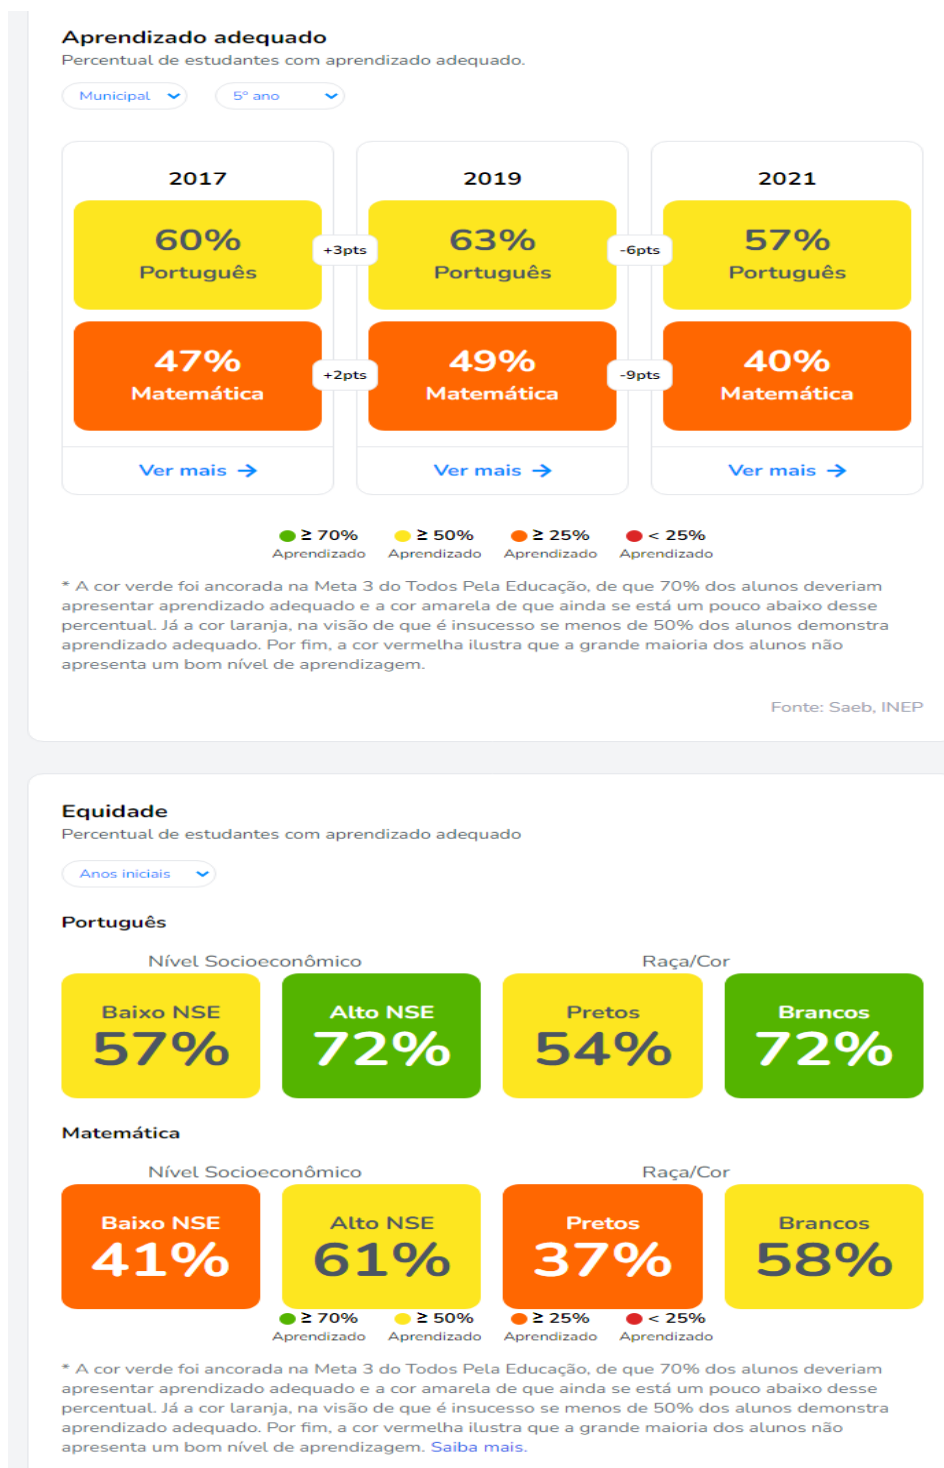 Aprendizado adequado
Percentual de estudantes com aprendizado adequado.
Municipal 5º ano
2017 2019 2021
60% 63% 57%
+3pts -6pts
Português Português Português
47% 49% 40%
+2pts -9pts
Matemática Matemática Matemática
Ver mais → Ver mais → Ver mais →
≥ 70% ≥ 50% ≥ 25% < 25%
Aprendizado Aprendizado Aprendizado Aprendizado
* A cor verde foi ancorada na Meta 3 do Todos Pela Educação, de que 70% dos alunos deveriam
apresentar aprendizado adequado e a cor amarela de que ainda se está um pouco abaixo desse
percentual. Já a cor laranja, na visão de que é insucesso se menos de 50% dos alunos demonstra
aprendizado adequado. Por fim, a cor vermelha ilustra que a grande maioria dos alunos não
apresenta um bom nível de aprendizagem.
Fonte: Saeb, INEP
Equidade
Percentual de estudantes com aprendizado adequado
Anos iniciais
Português
Nível Socioeconômico Raça/Cor
Baixo NSE Alto NSE Pretos Brancos
57% 72% 54% 72%
Matemática
Nível Socioeconômico Raça/Cor
Baixo NSE Alto NSE Pretos Brancos
41% 61% 37% 58%
≥ 70% ≥ 50% ≥ 25% < 25%
Aprendizado Aprendizado Aprendizado Aprendizado
* A cor verde foi ancorada na Meta 3 do Todos Pela Educação, de que 70% dos alunos deveriam
apresentar aprendizado adequado e a cor amarela de que ainda se está um pouco abaixo desse
percentual. Já a cor laranja, na visão de que é insucesso se menos de 50% dos alunos demonstra
aprendizado adequado. Por fim, a cor vermelha ilustra que a grande maioria dos alunos não
apresenta um bom nível de aprendizagem. Saiba mais.